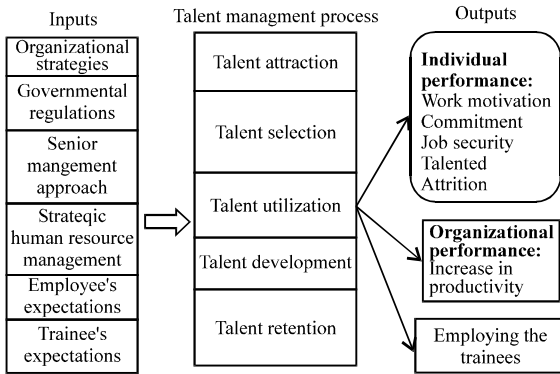 Inputs
Organizational
strategies
Governmental
regulations
Senior
mangement
approach
Strateqic
human resource
management
Employee's
expectations
Trainee's
expectations
Talent managment process
Talent attraction
Talent selection
Talent utilization
Talent development
Talent retention
Outputs
Individual
performance:
Work motivation
Commitment
Job security
Talented
Attrition
Organizational
performance:
Increase in
productivity
Employing the
trainees